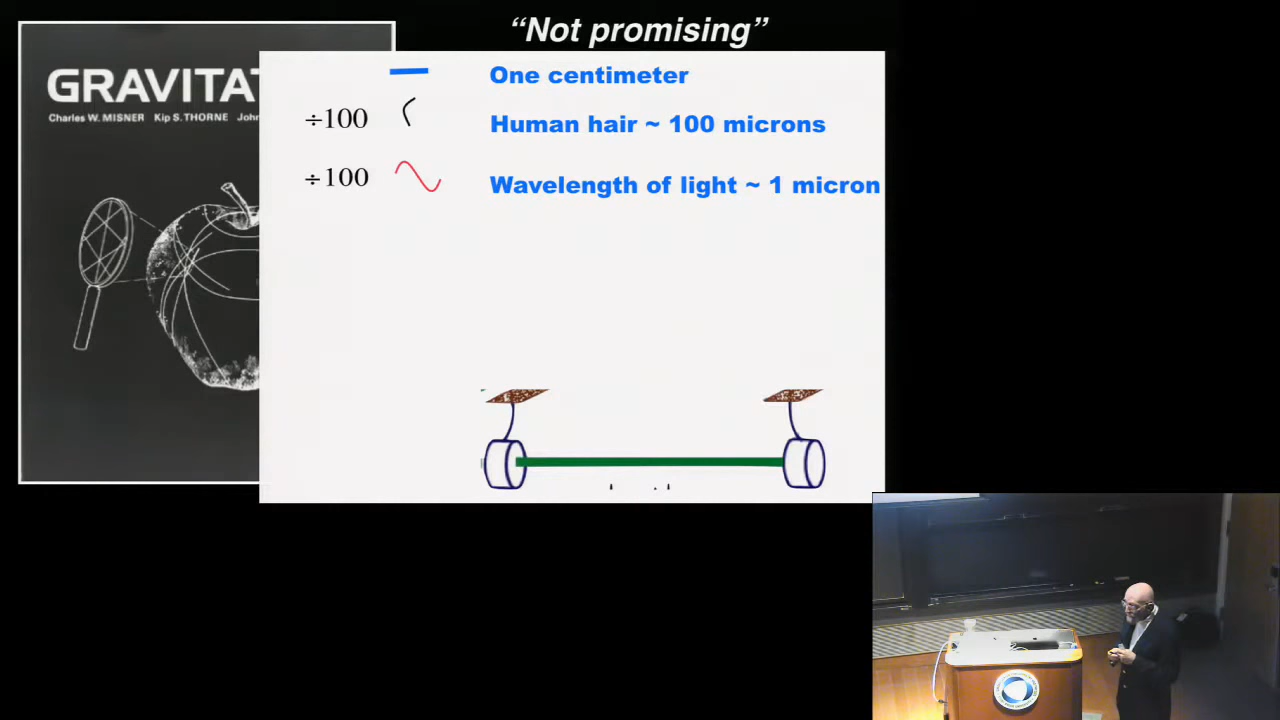 “Not promising”
GRAVITAT
Charles W. MISNER Kip S. THORNE Joh
One centimeter
÷100
Human hair ~ 100 microns
÷100
Wavelength of light ~ 1 micron